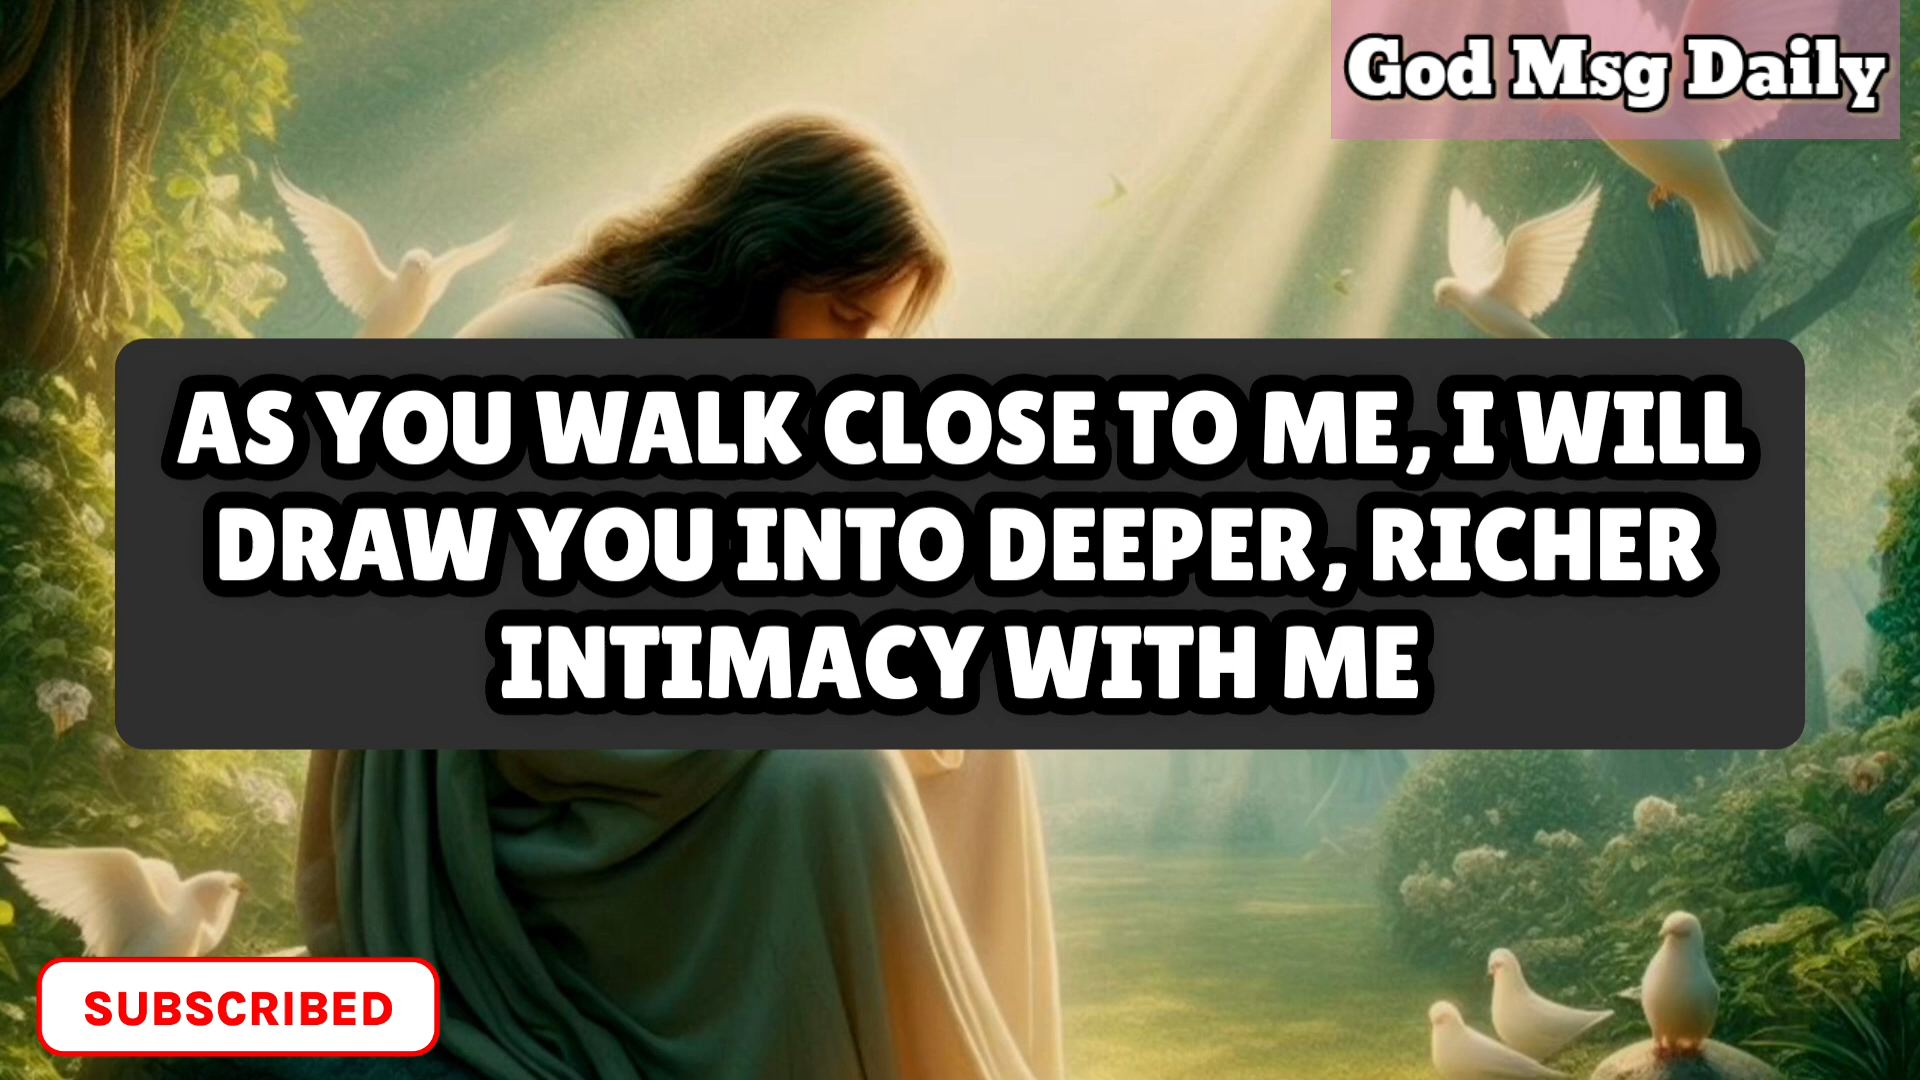 God Msg Daily
AS YOU WALK CLOSE TO ME, I WILL
DRAW YOU INTO DEEPER, RICHER
INTIMACY WITH ME
SUBSCRIBED